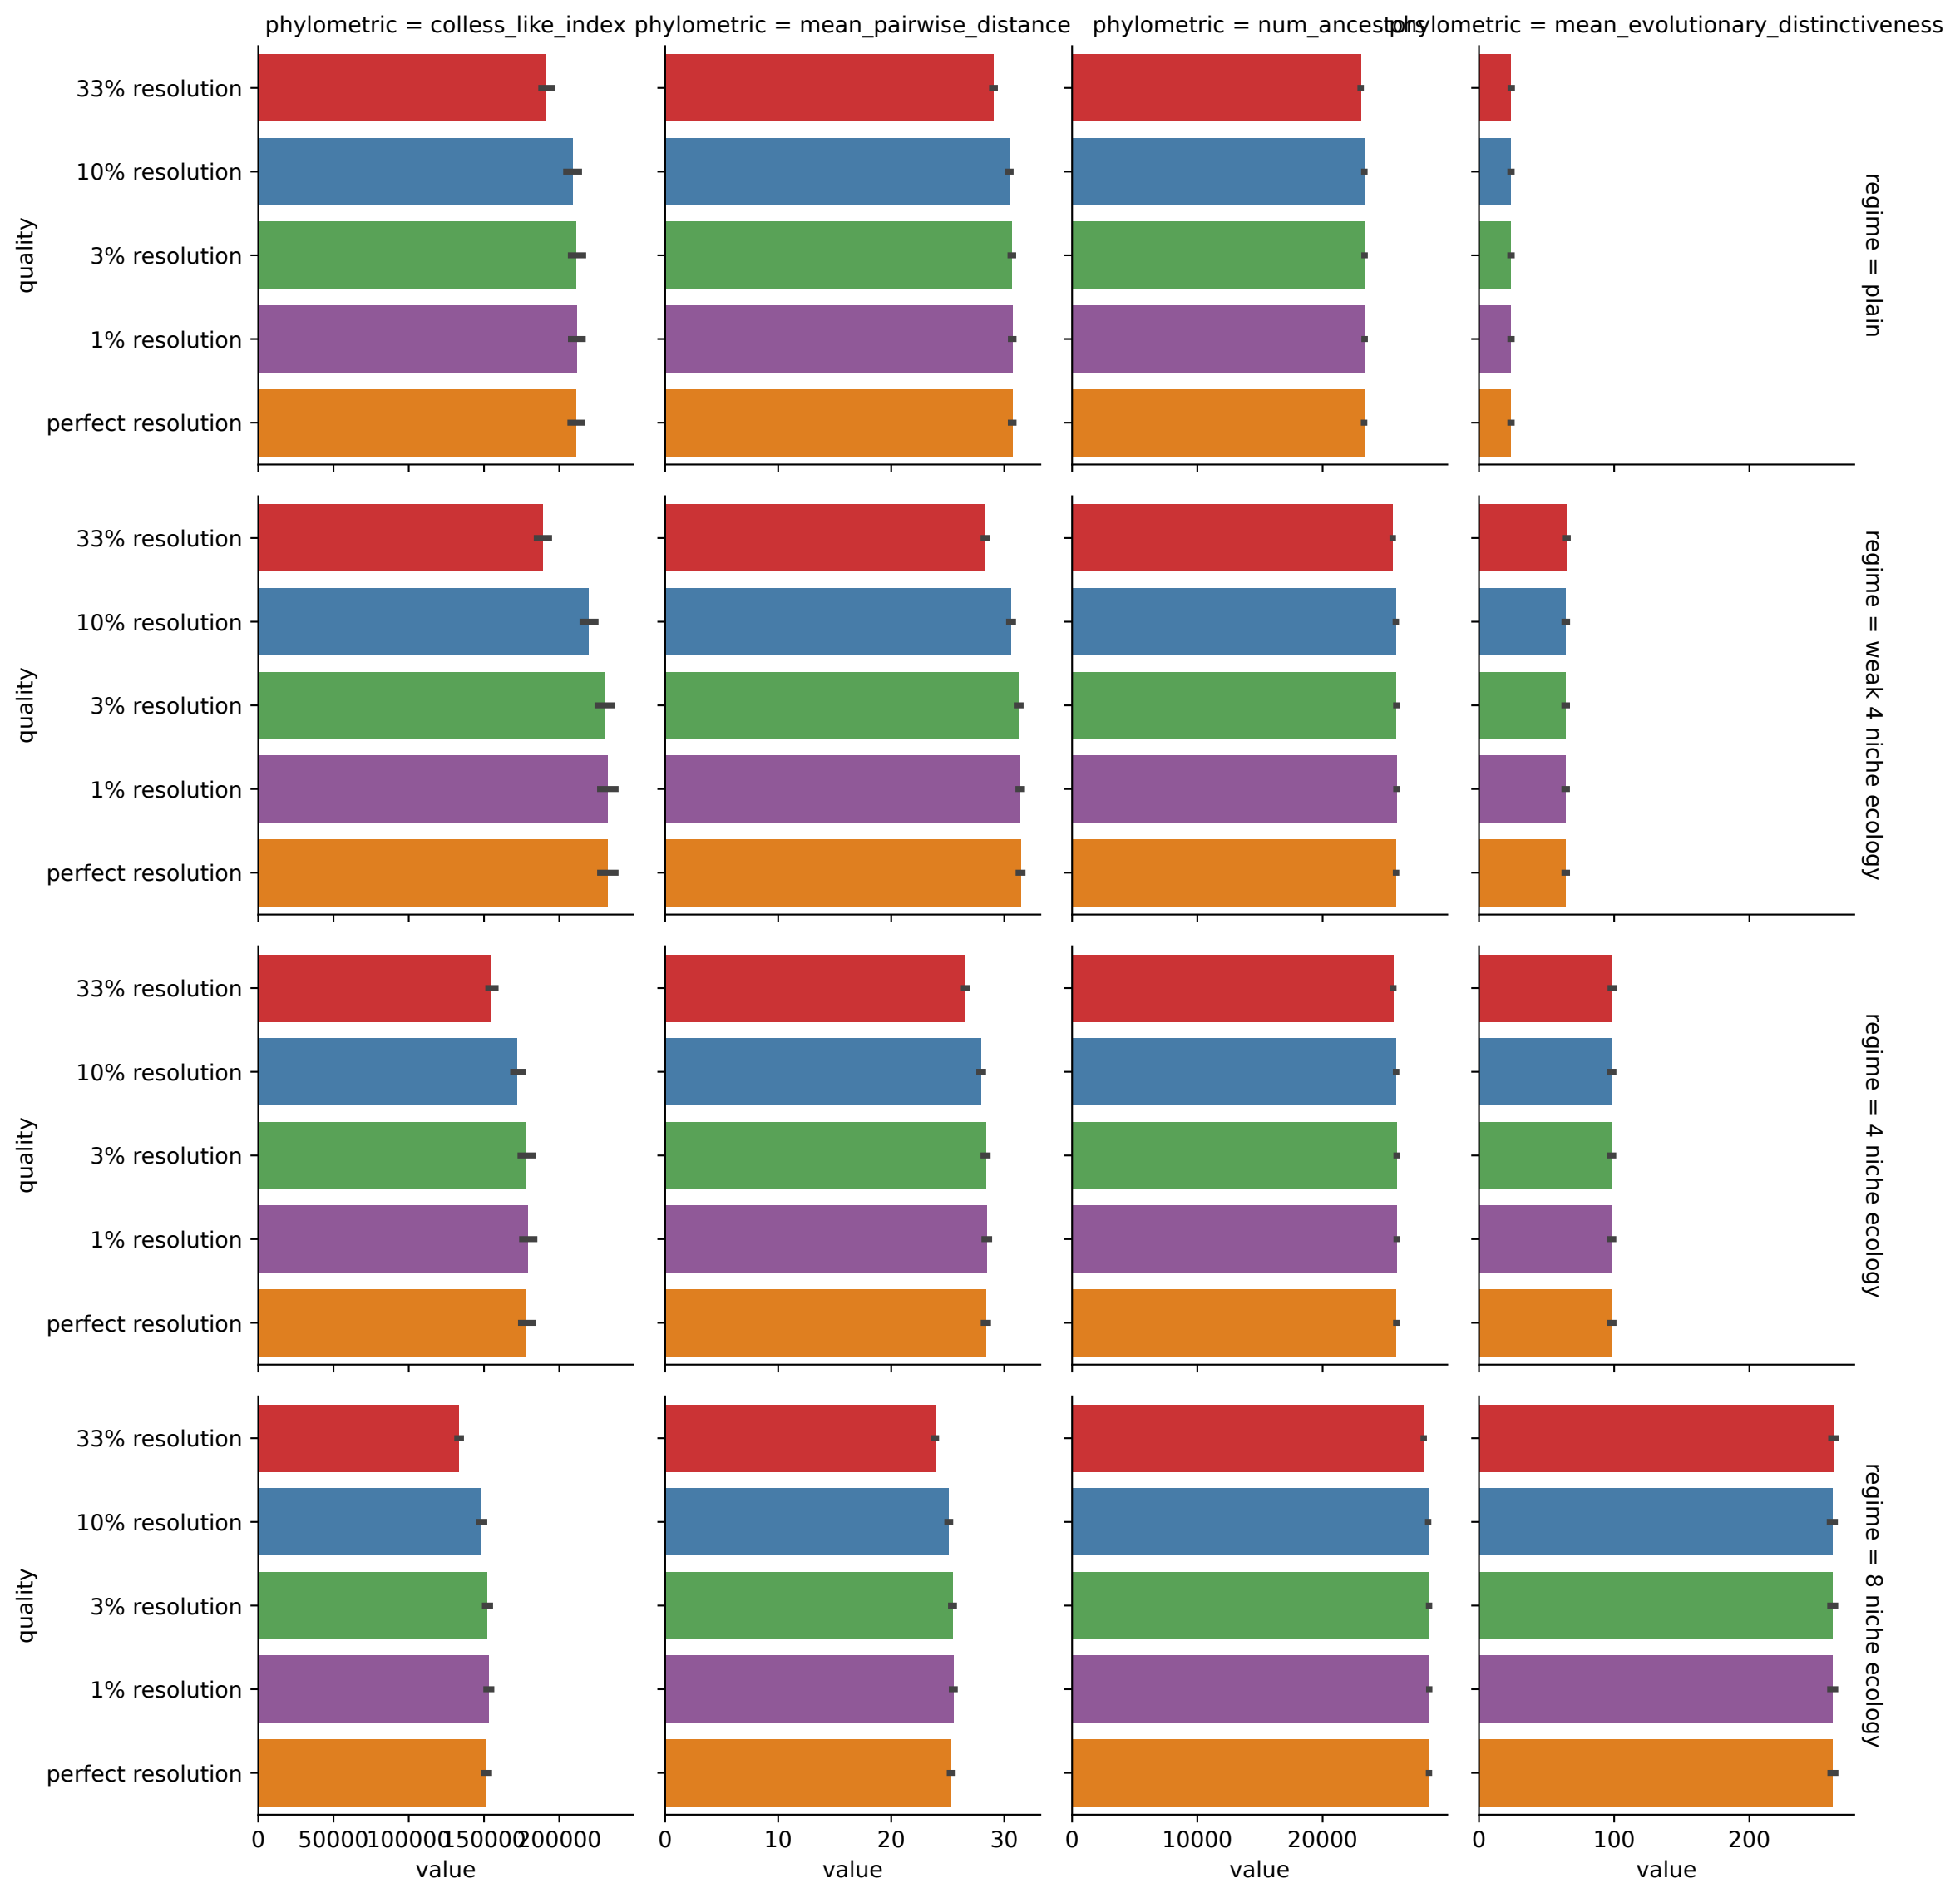 phylometric = colless_like_index
phylometric = mean_pairwise_distance
phylometric = num_ancestors
phylometric = mean_evolutionary_distinctiveness
quality
33% resolution
10% resolution
3% resolution
1% resolution
perfect resolution
regime = plain
quality
33% resolution
10% resolution
3% resolution
1% resolution
perfect resolution
regime = weak 4 niche ecology
quality
33% resolution
10% resolution
3% resolution
1% resolution
perfect resolution
regime = 4 niche ecology
quality
33% resolution
10% resolution
3% resolution
1% resolution
perfect resolution
regime = 8 niche ecology
0 50000 100000 150000 200000
0 10 20 30
0 10000 20000
0 100 200
value
value
value
value